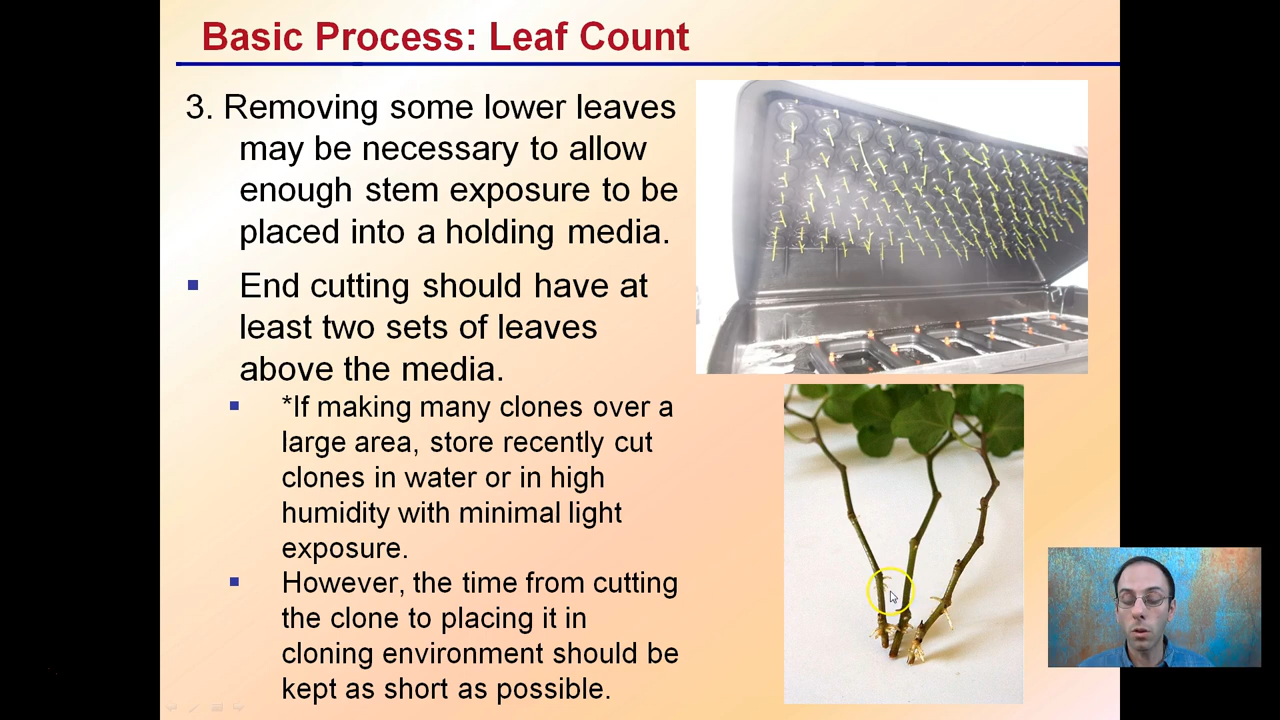 Basic Process: Leaf Count
3. Removing some lower leaves
may be necessary to allow
enough stem exposure to be
placed into a holding media.
End cutting should have at
least two sets of leaves
above the media.
*If making many clones over a
large area, store recently cut
clones in water or in high
humidity with minimal light
exposure.
However, the time from cutting
the clone to placing it in
cloning environment should be
kept as short as possible.